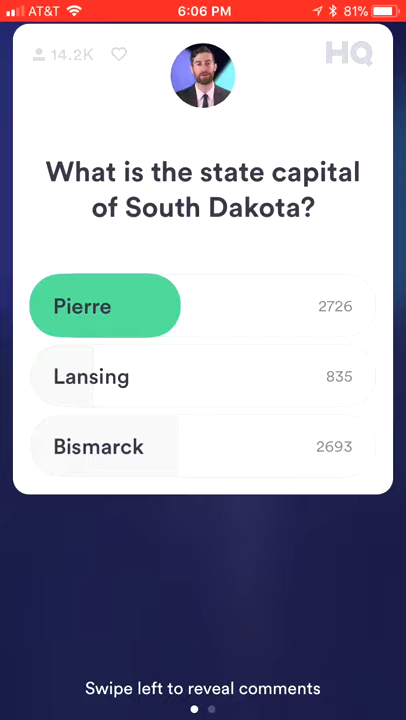 AT&T 6:06 PM 81%
14.2K HQ
What is the state capital
of South Dakota?
Pierre 2726
Lansing 835
Bismarck 2693
Swipe left to reveal comments